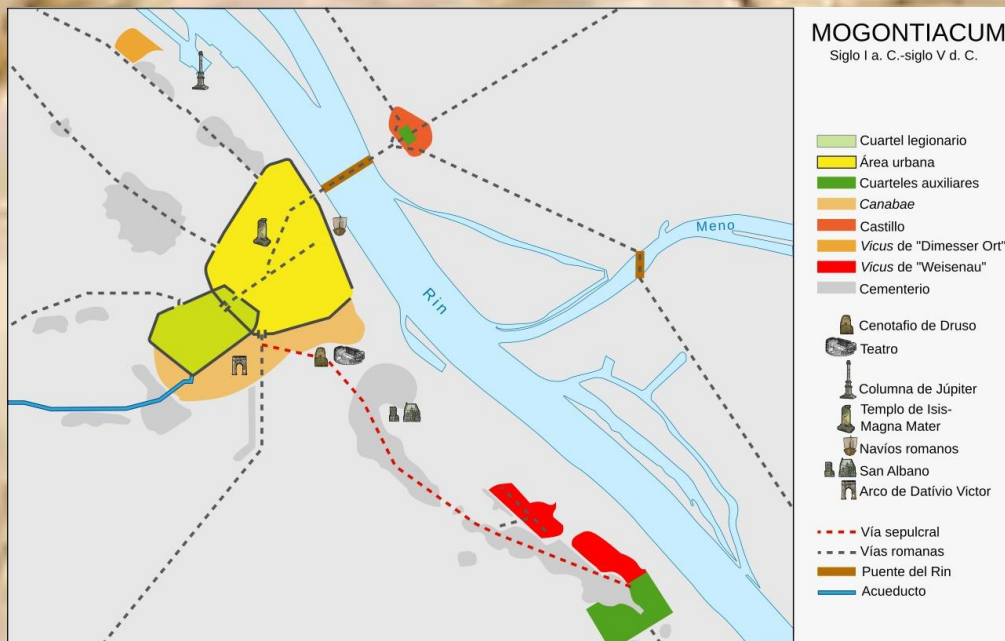 MOGONTIACUM
Siglo I a. C.-siglo V d. C.
Cuartel legionario
Área urbana
Cuarteles auxiliares
Canabae
Castillo
Vicus de "Dimesser Ort"
Vicus de "Weisenau"
Cementerio
Cenotafio de Druso
Teatro
Columna de Júpiter
Templo de Isis-
Magna Mater
Navíos romanos
San Albano
Arco de Datívio Victor
Vía sepulcral
Vías romanas
Puente del Rin
Acueducto
Meno
Rin